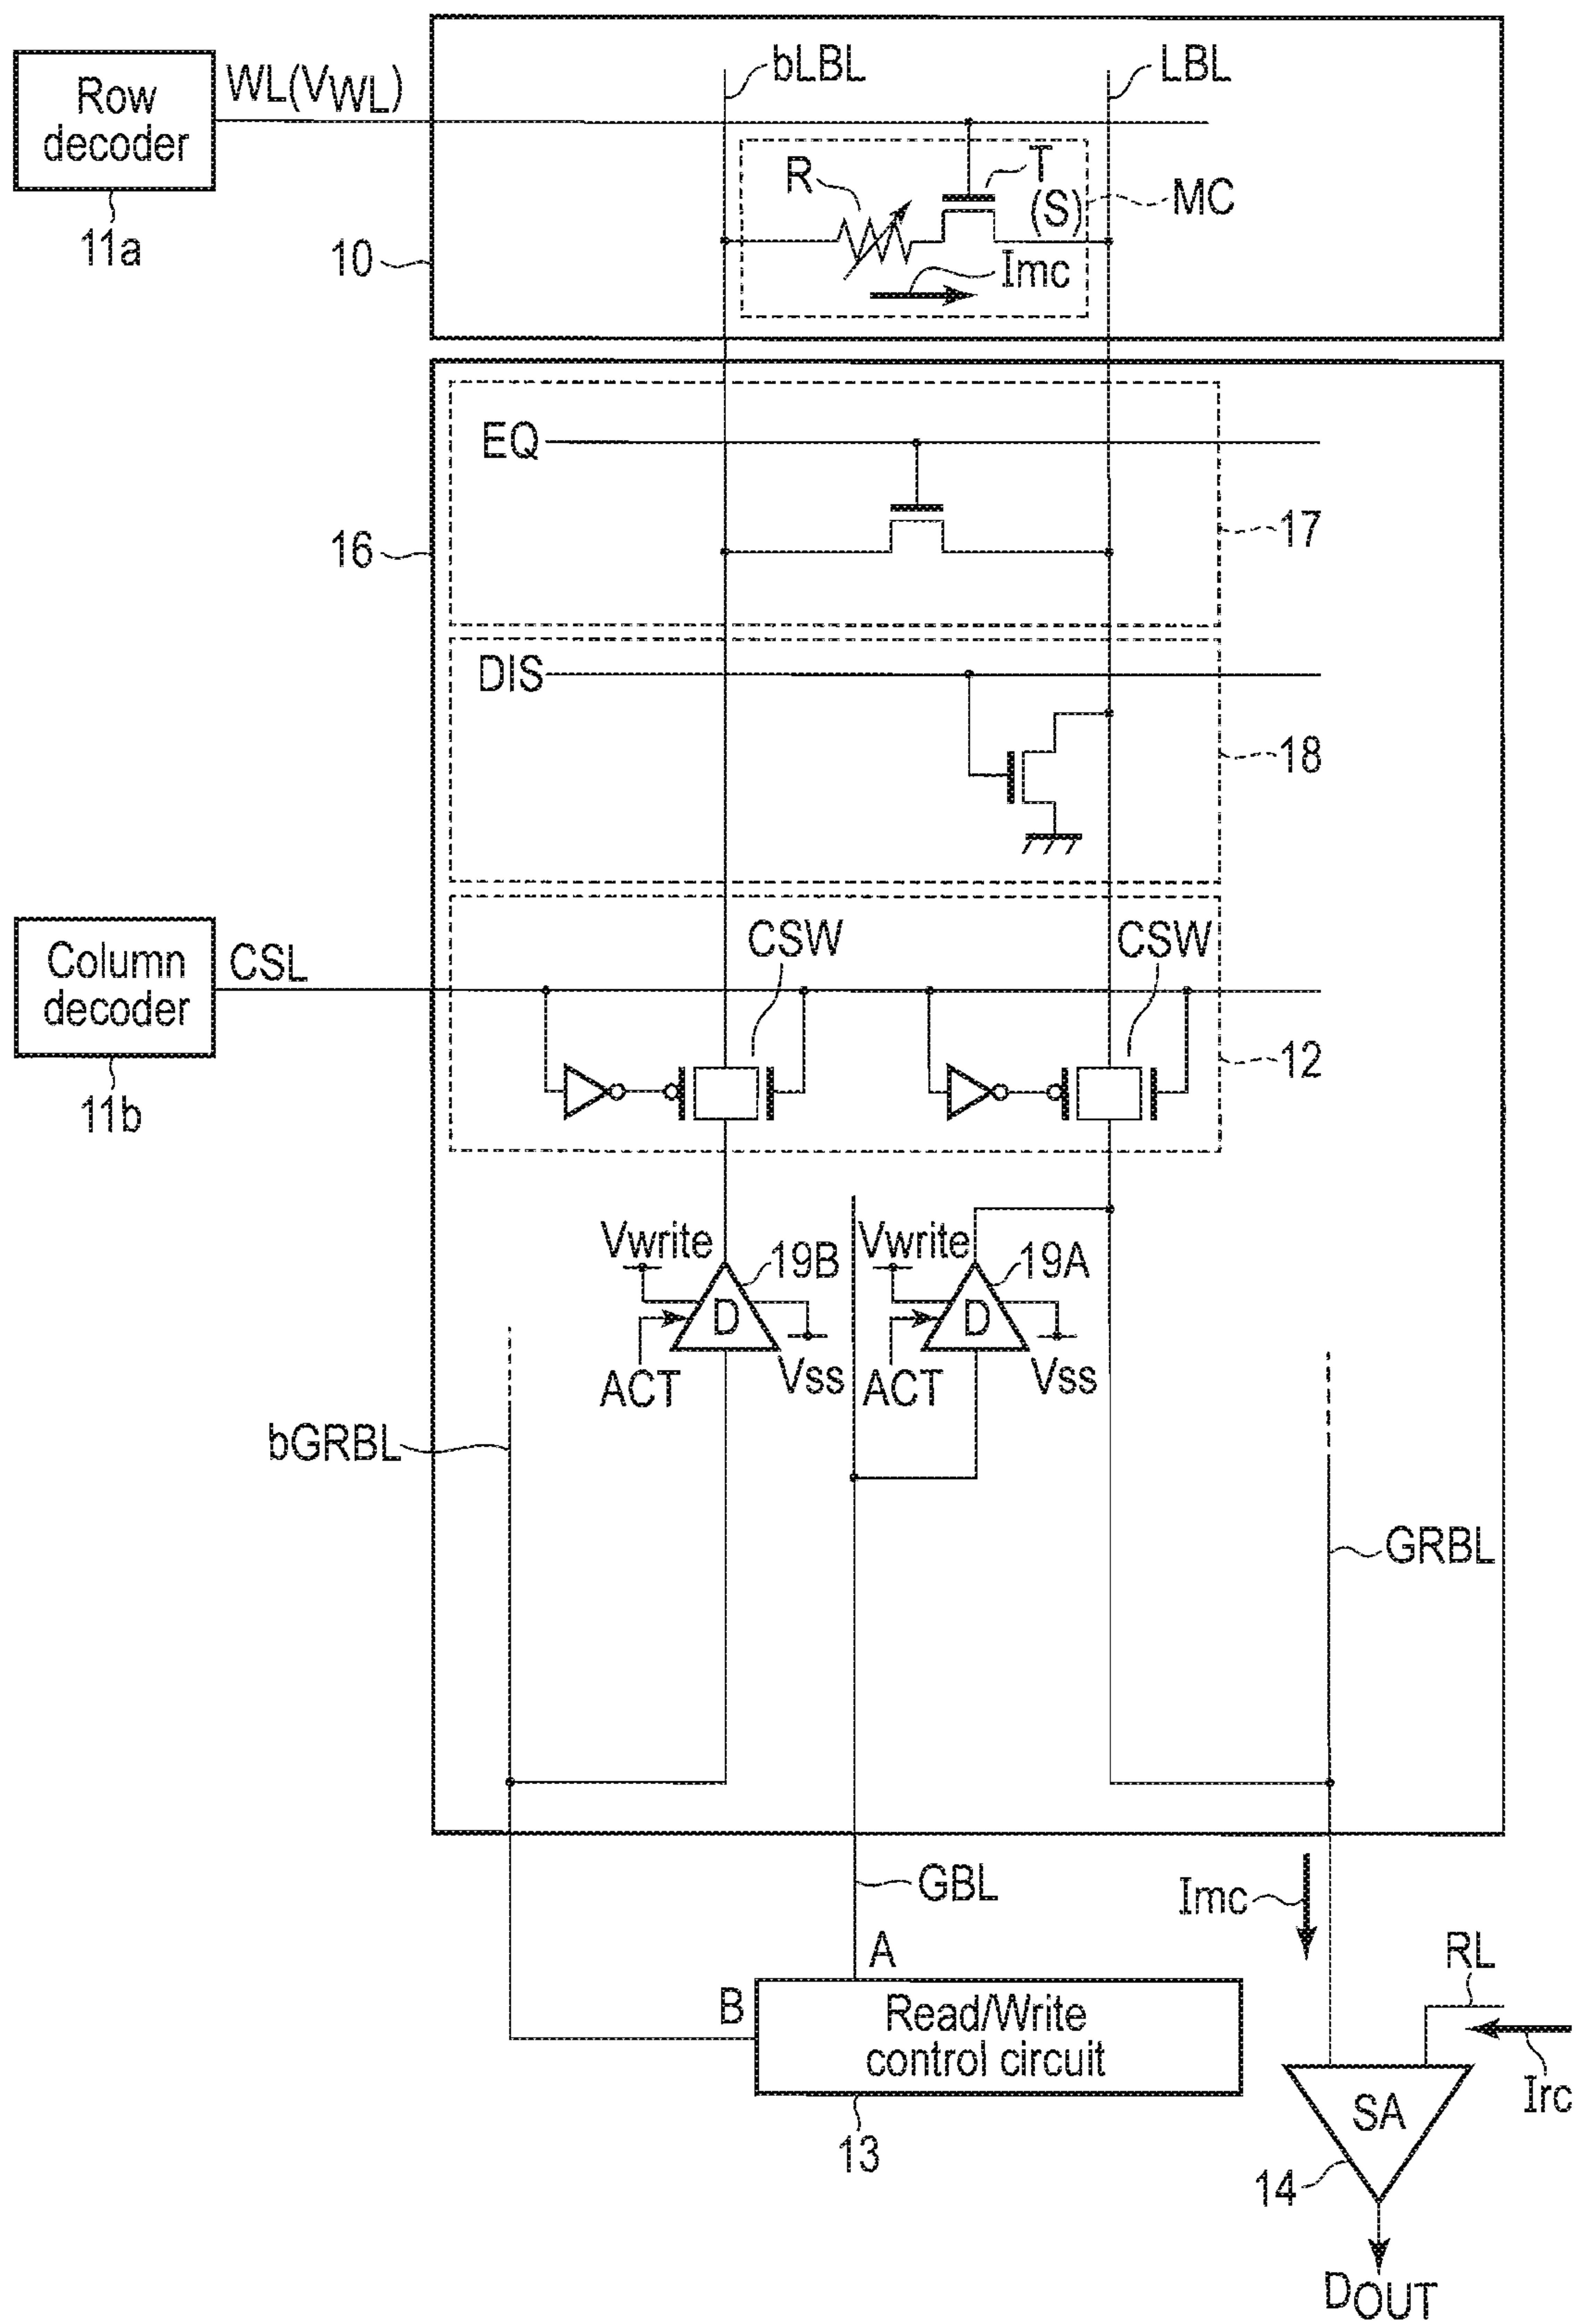 Row
decoder
11a
WL(VWL)
bLBL
LBL
R
T
(S)
MC
Imc
10
EQ
17
16
DIS
18
Column
decoder
11b
CSL
CSW
CSW
12
Vwrite
19B
Vwrite
19A
D
D
ACT
Vss
ACT
Vss
bGRBL
GRBL
GBL
Imc
A
B
Read/Write
control circuit
13
RL
Irc
SA
14
DOUT